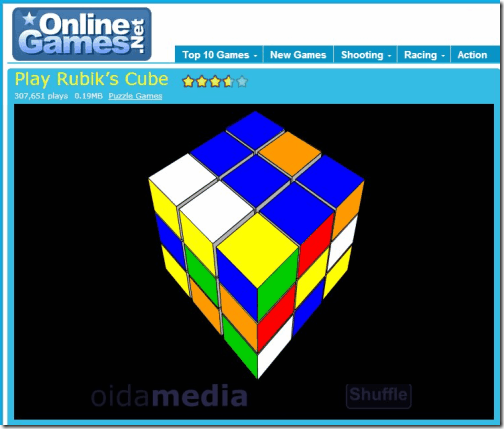 Online
Games.Net
Top 10 Games New Games Shooting Racing Action
Play Rubik's Cube
307,651 playa 0.19MB Puzzle Games
oidamedia
Shuffle